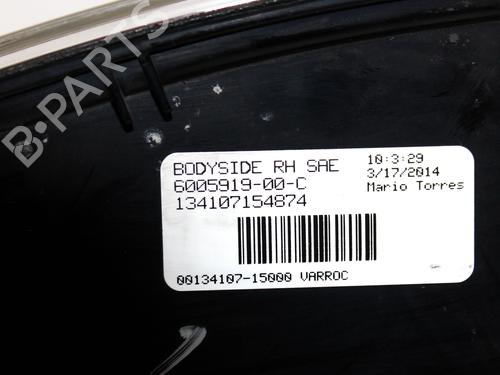 B-PARTS
BODYSIDE RH SAE
6005919-00-C
134107154874
10:3:29
3/17/2014
Mario Torres
00134107-15000 VARROC